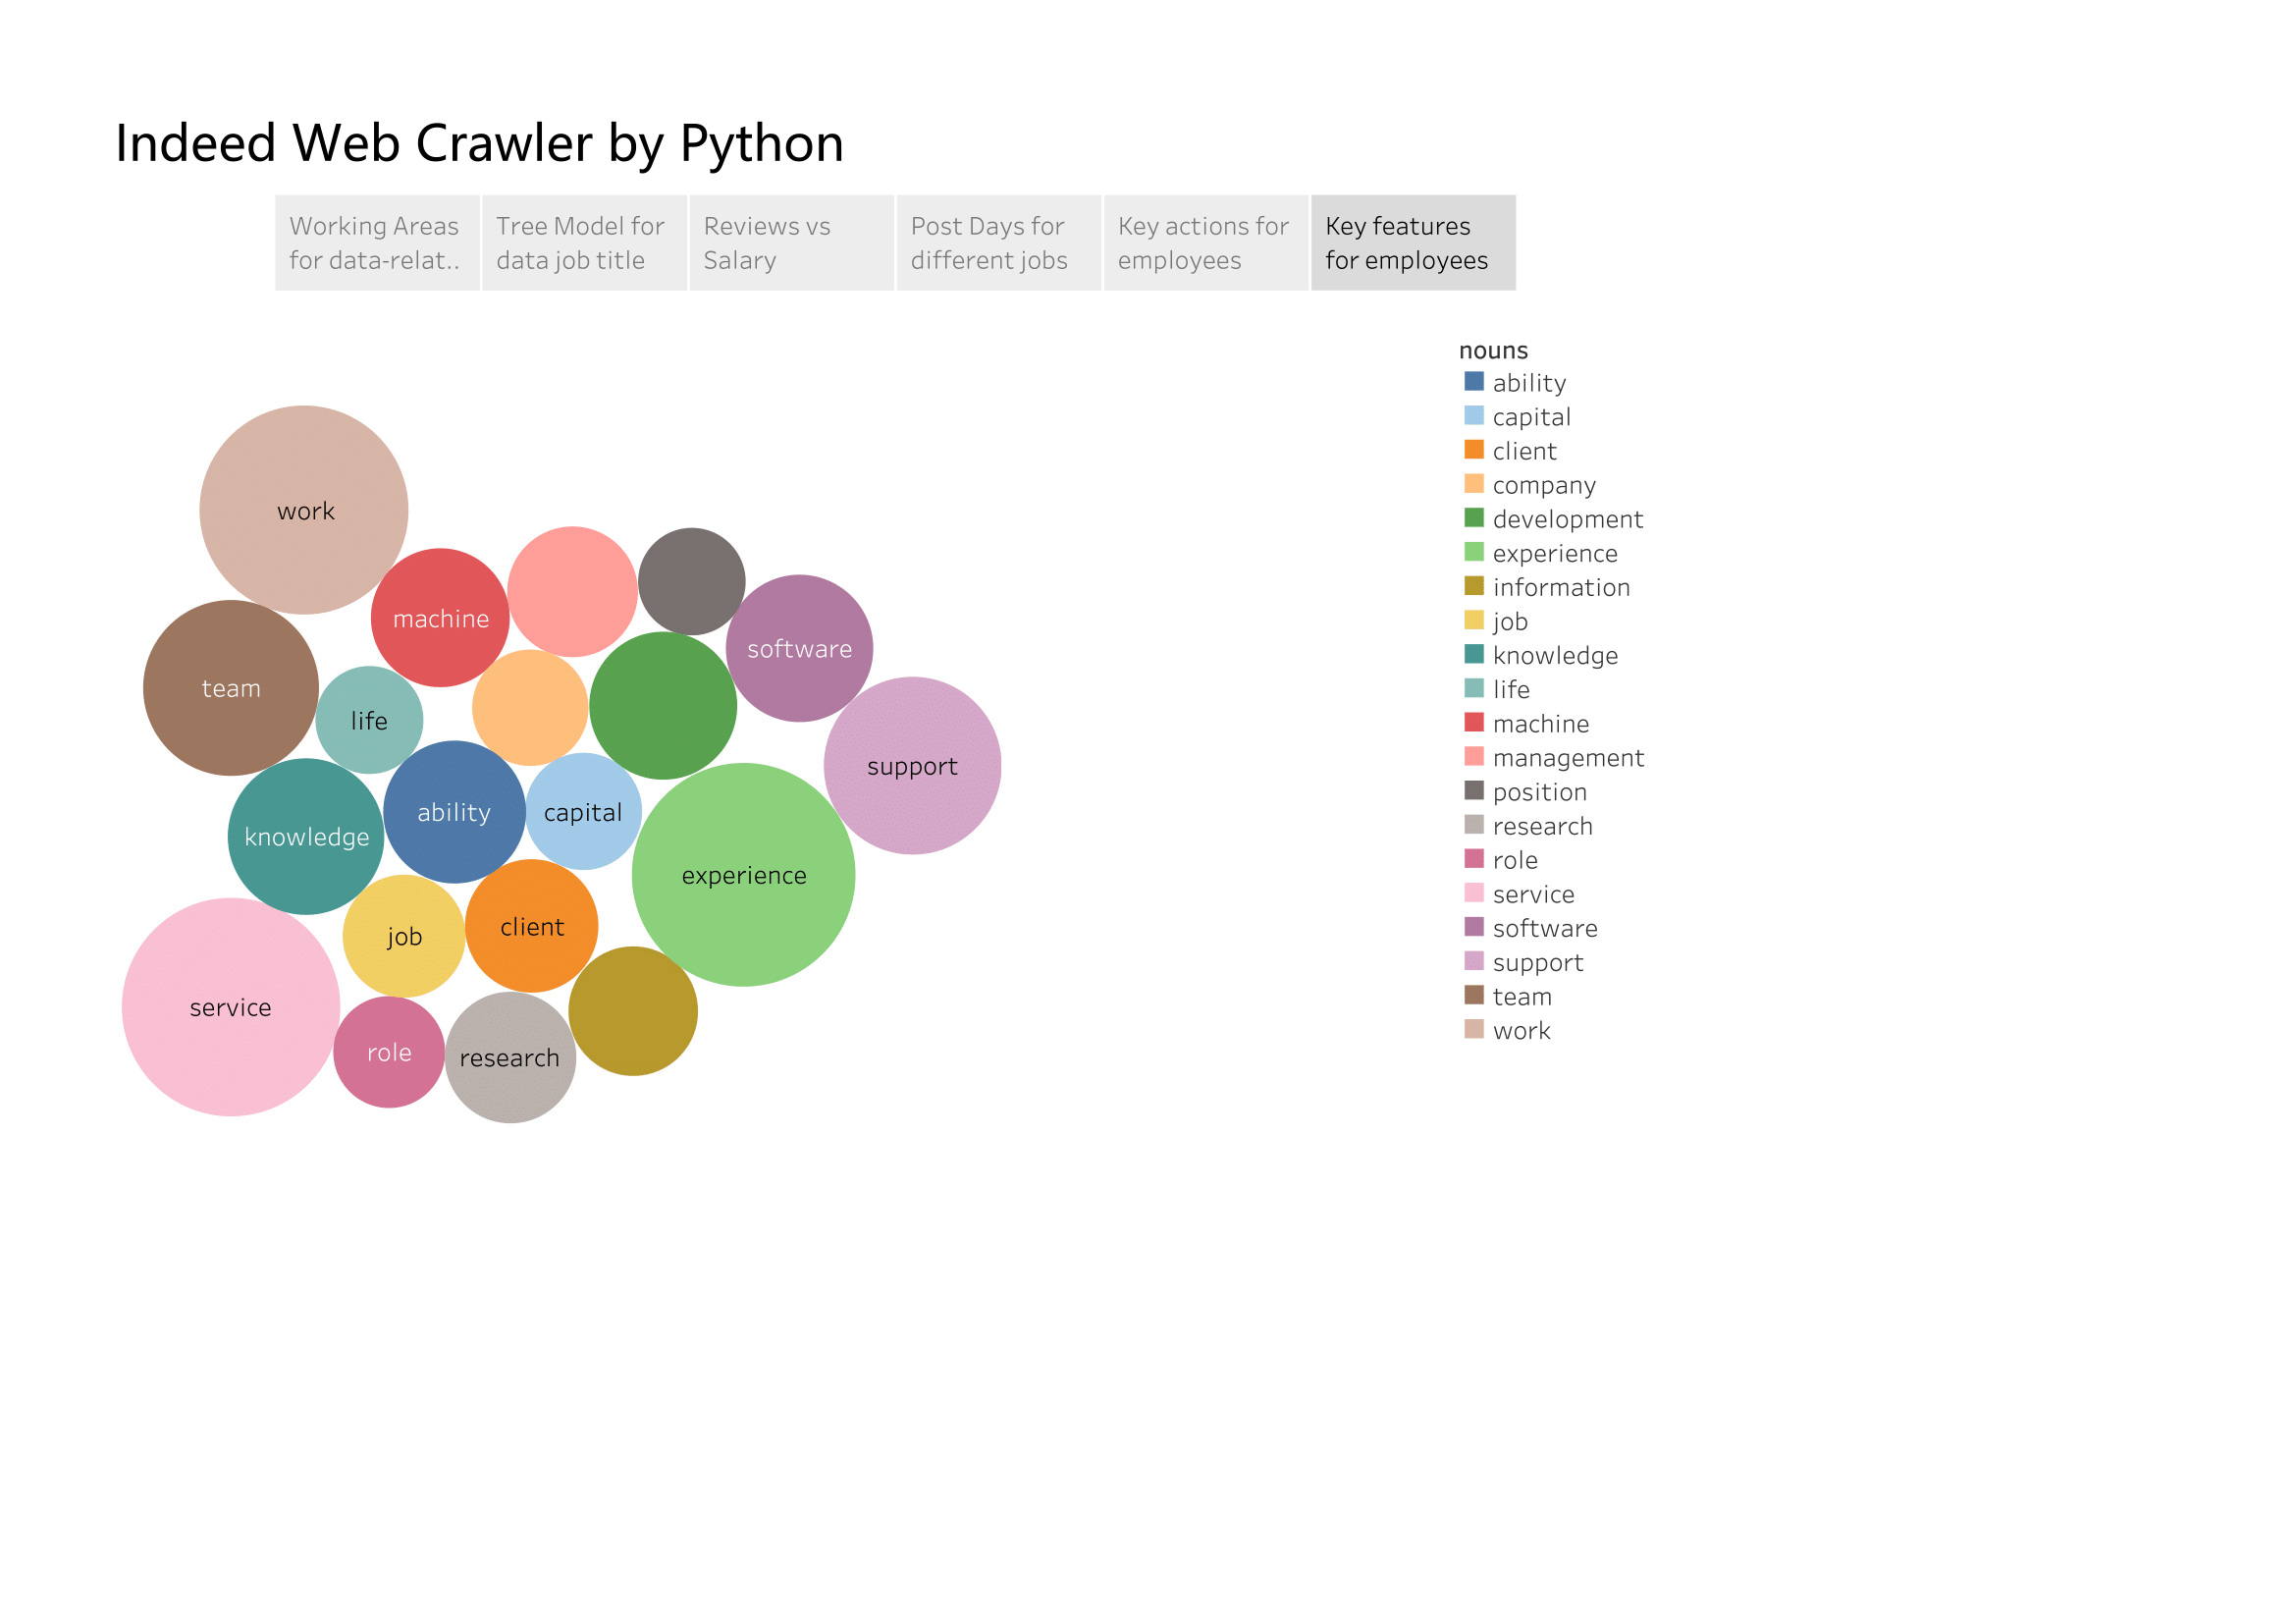 Indeed Web Crawler by Python
Working Areas
for data-relat..
Tree Model for
data job title
Reviews vs
Salary
Post Days for
different jobs
Key actions for
employees
Key features
for employees
nouns
ability
capital
client
company
development
experience
information
job
knowledge
life
machine
management
position
research
role
service
software
support
team
work
work
machine
software
team
life
support
ability
capital
knowledge
experience
client
job
service
role
research